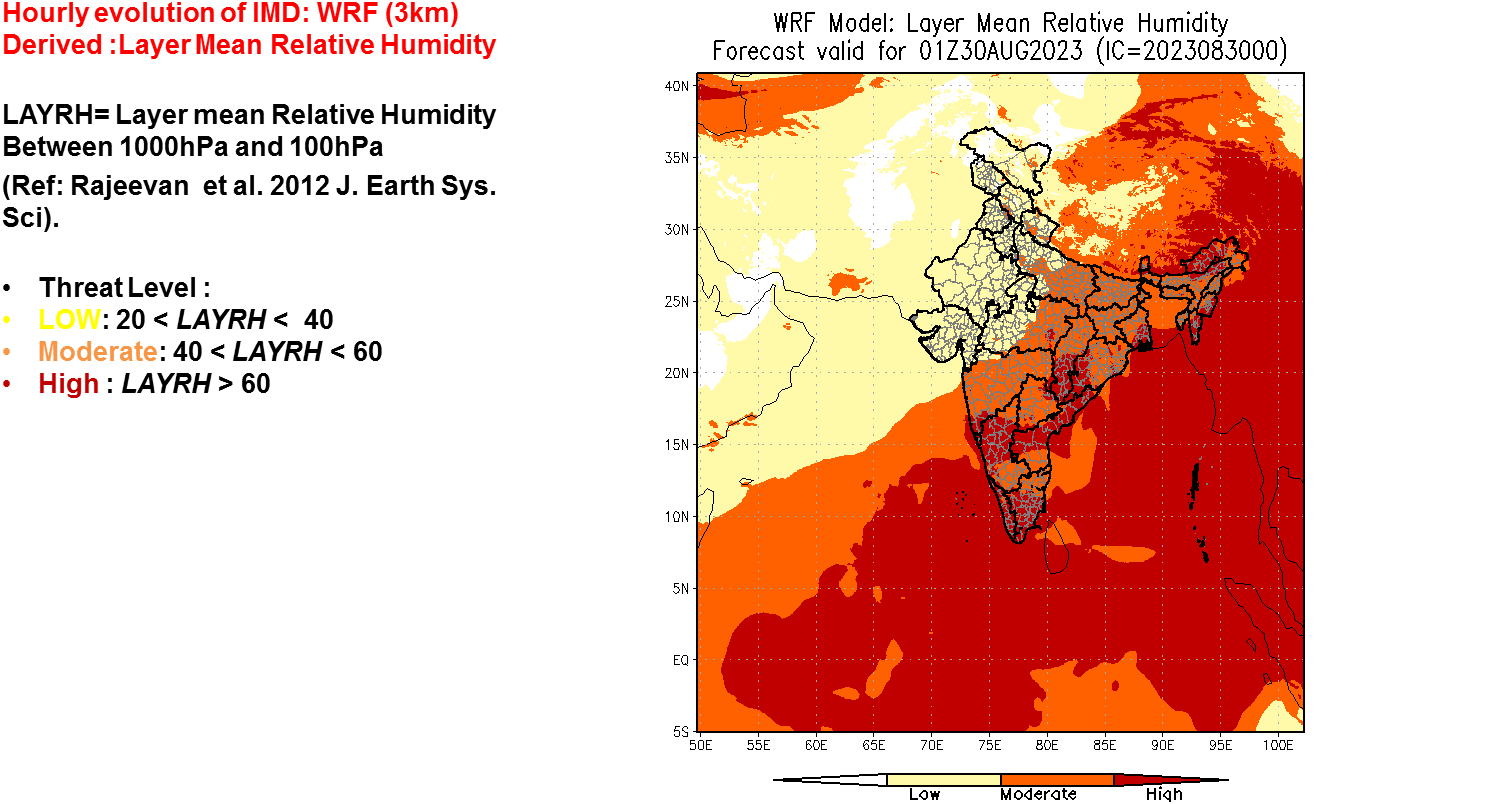 Hourly evolution of IMD: WRF (3km)
Derived :Layer Mean Relative Humidity
LAYRH= Layer mean Relative Humidity
Between 1000hPa and 100hPa
(Ref: Rajeevan et al. 2012 J. Earth Sys.
Sci).
• Threat Level :
• LOW: 20 < LAYRH < 40
• Moderate: 40 < LAYRH < 60
• High : LAYRH > 60
WRF Model: Layer Mean Relative Humidity
Forecast valid for 01Z30AUG2023 (IC=2023083000)
40N
35N
30N
25N
20N
15N
10N
5N
EQ
5S
50E 55E 60E 65E 70E 75E 80E 85E 90E 95E 100E
Low Moderate High